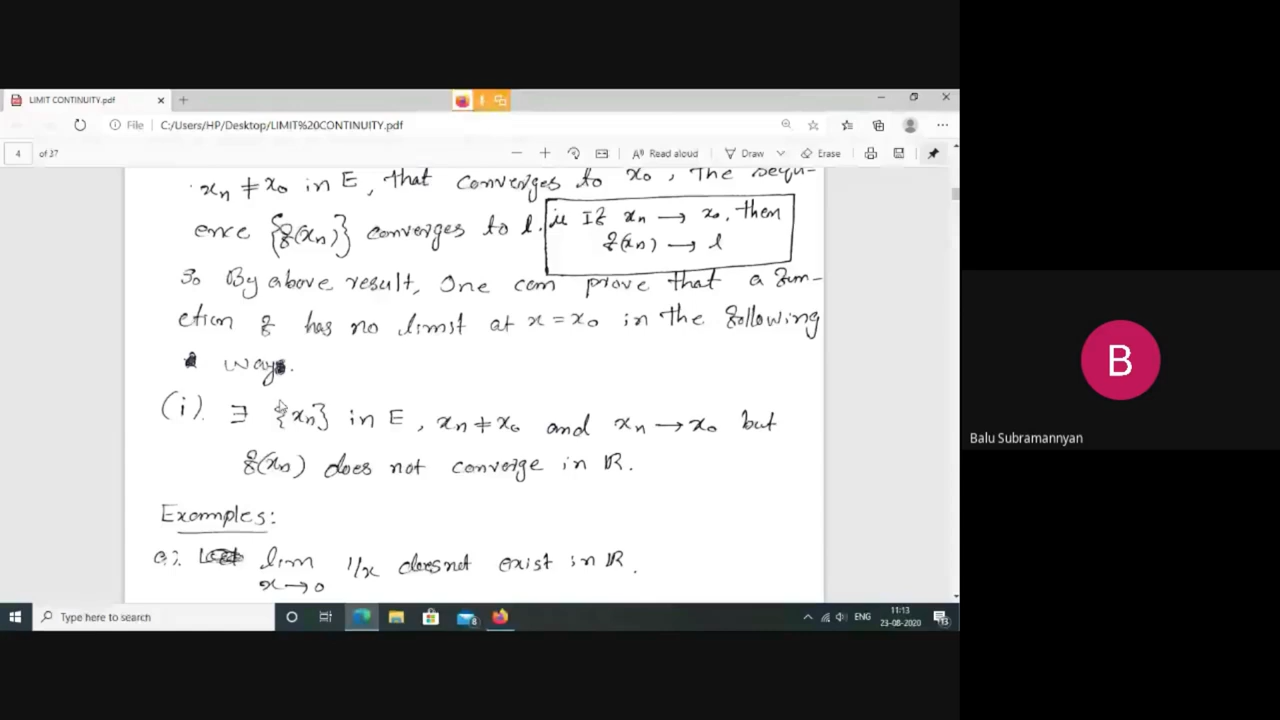 LIMIT CONTINUITY.pdf
File C:/Users/HP/Desktop/LIMIT%20CONTINUITY.pdf
4 of 37 Read aloud Draw Erase
xn ≠ x0 in E, that converges to x0, The sequ-
ence {f(xn)} converges to l. ie If xn → x0, then
f(xn) → l
So By above result, One can prove that a fun-
ction f has no limit at x = x0 in the following
way
(i). ∃ {xn} in E, xn ≠ x0 and xn → x0 but
f(xn) does not converge in ℝ.
Examples:
lim 1/x doesnot exist in ℝ.
x→0
B
Balu Subramannyan
Type here to search
8
ENG
11:13
23-08-2020